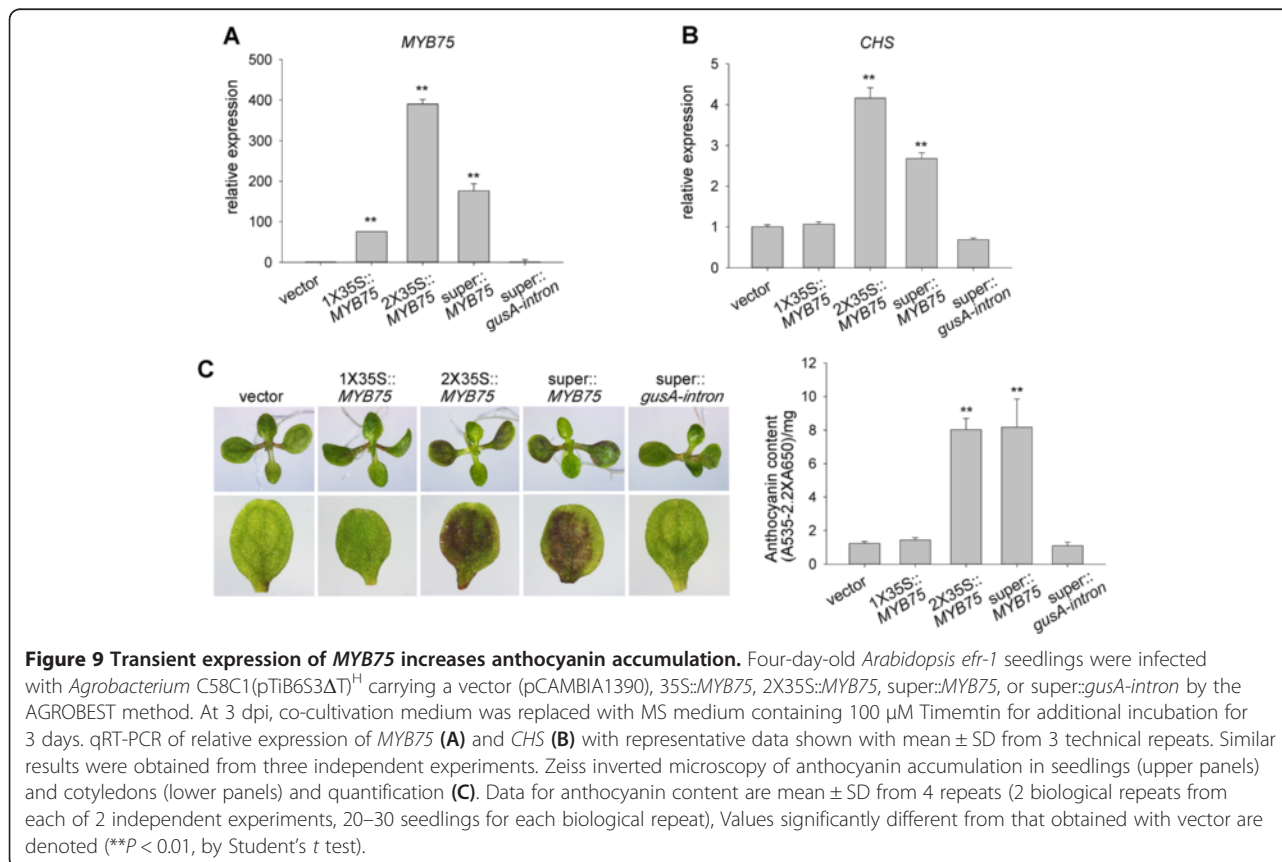 A
MYB75
relative expression
500
400
300
200
100
0
**
**
**
vector
1X35S::
MYB75
2X35S::
MYB75
super::
MYB75
super::
gusA-intron
B
CHS
relative expression
5
4
3
2
1
0
**
**
vector
1X35S::
MYB75
2X35S::
MYB75
super::
MYB75
super::
gusA-intron
C
vector
1X35S::
MYB75
2X35S::
MYB75
super::
MYB75
super::
gusA-intron
Anthocyanin content
(A535-2.2XA650)/mg
12
10
8
6
4
2
0
**
**
vector
1X35S::
MYB75
2X35S::
MYB75
super::
MYB75
super::
gusA-intron
Figure 9 Transient expression of MYB75 increases anthocyanin accumulation. Four-day-old Arabidopsis efr-1 seedlings were infected
with Agrobacterium C58C1(pTiB6S3ΔT)ᴴ carrying a vector (pCAMBIA1390), 35S::MYB75, 2X35S::MYB75, super::MYB75, or super::gusA-intron by the
AGROBEST method. At 3 dpi, co-cultivation medium was replaced with MS medium containing 100 μM Timemtin for additional incubation for
3 days. qRT-PCR of relative expression of MYB75 (A) and CHS (B) with representative data shown with mean ± SD from 3 technical repeats. Similar
results were obtained from three independent experiments. Zeiss inverted microscopy of anthocyanin accumulation in seedlings (upper panels)
and cotyledons (lower panels) and quantification (C). Data for anthocyanin content are mean ± SD from 4 repeats (2 biological repeats from
each of 2 independent experiments, 20–30 seedlings for each biological repeat), Values significantly different from that obtained with vector are
denoted (**P < 0.01, by Student's t test).